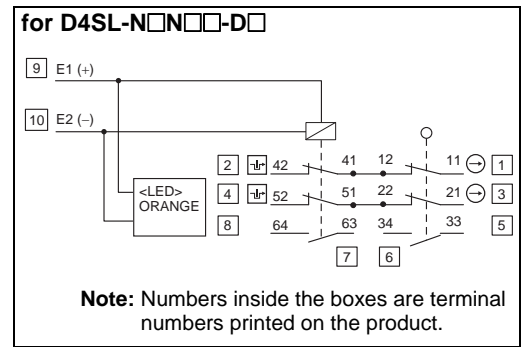 for D4SL-N□N□□-D□
9 E1 (+)
10 E2 (−)
2 42 41 12 11 1
<LED>
ORANGE
4 52 51 22 21 3
8 64 63 34 33 5
7 6
Note: Numbers inside the boxes are terminal
numbers printed on the product.